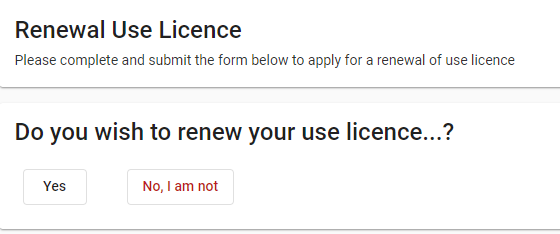 Renewal Use Licence
Please complete and submit the form below to apply for a renewal of use licence
Do you wish to renew your use licence...?
Yes
No, I am not